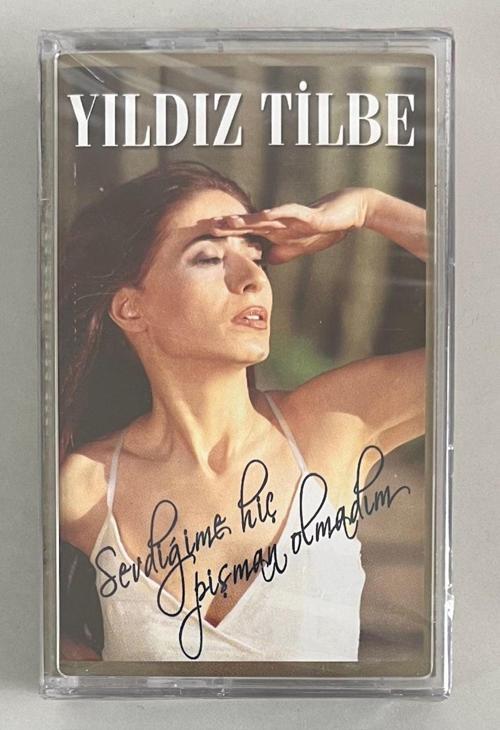 YILDIZ TİLBE
Sevdiğime hiç
pişman olmadım